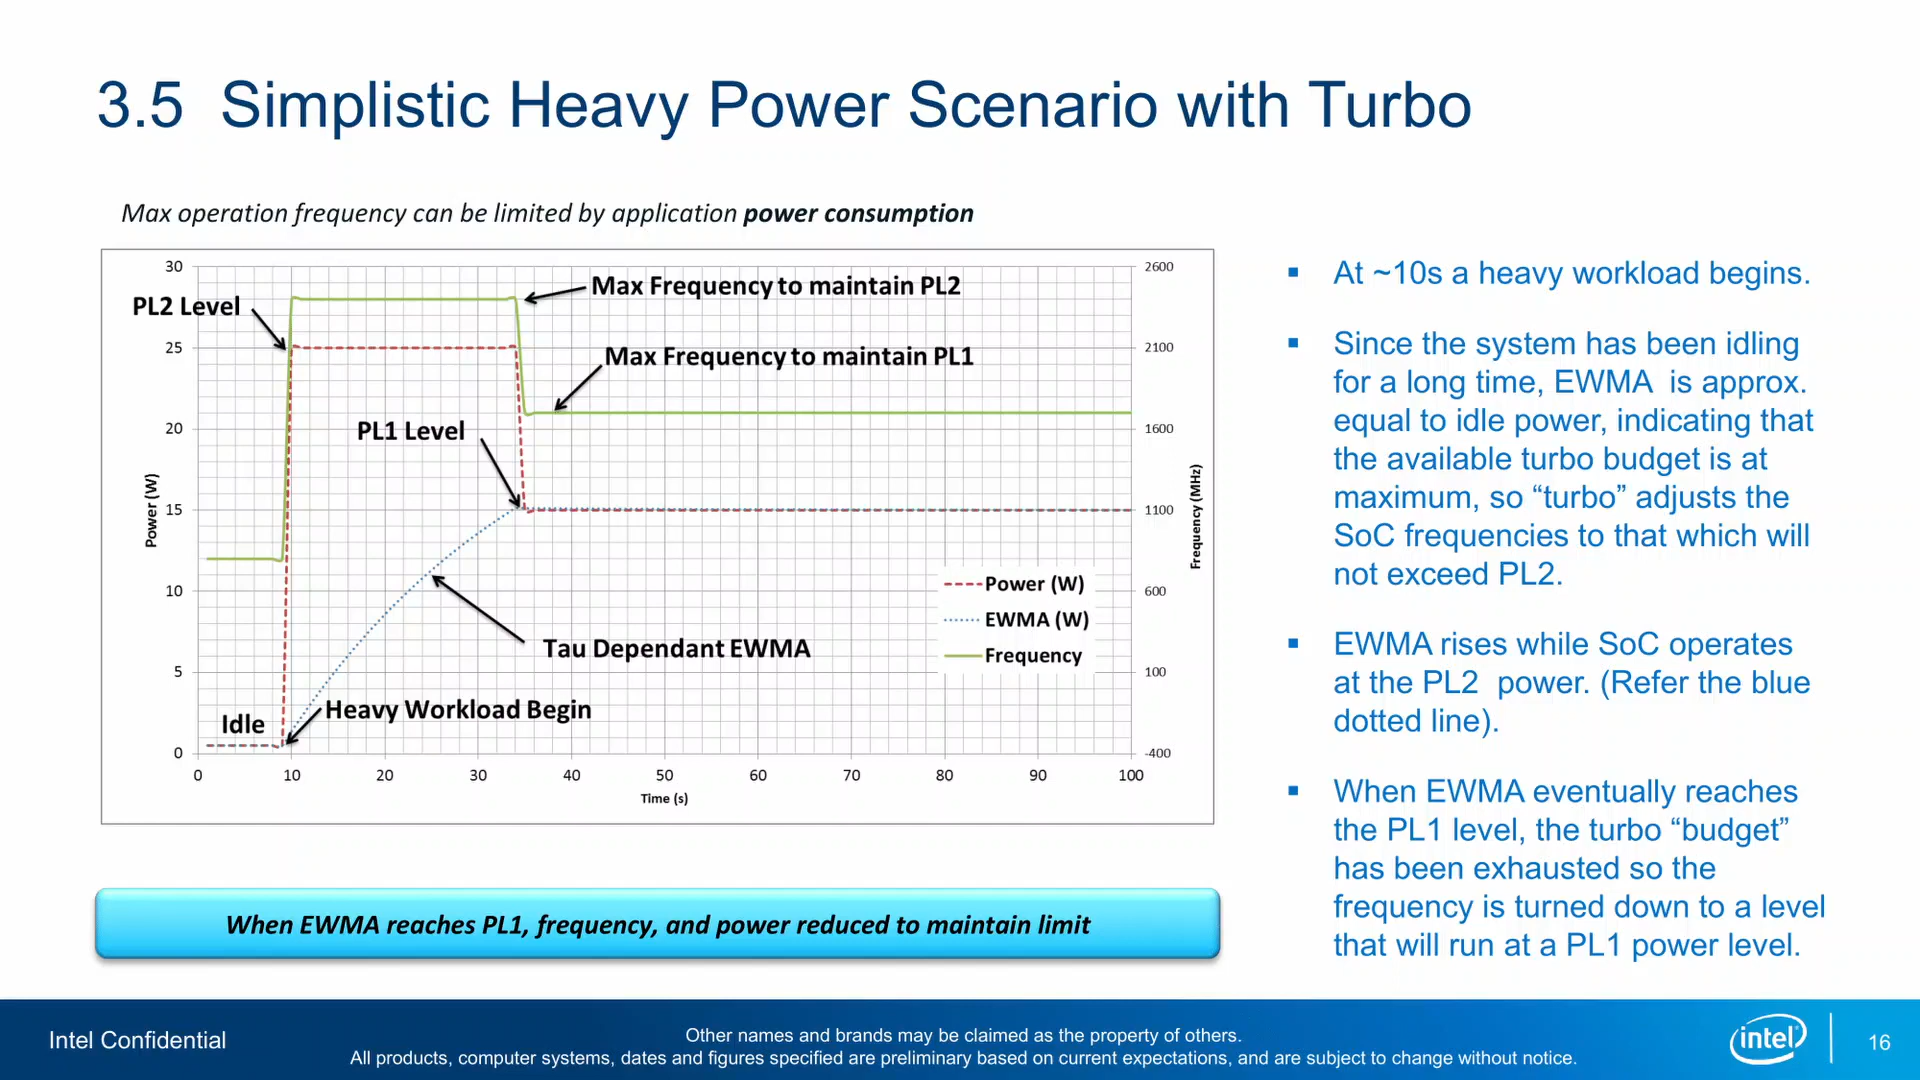 3.5 Simplistic Heavy Power Scenario with Turbo
Max operation frequency can be limited by application power consumption
30
25
20
15
10
5
0
Power (W)
0 10 20 30 40 50 60 70 80 90 100
Time (s)
2600
2100
1600
1100
600
100
-400
Frequency (MHz)
PL2 Level
Max Frequency to maintain PL2
Max Frequency to maintain PL1
PL1 Level
Tau Dependant EWMA
Heavy Workload Begin
Idle
Power (W)
EWMA (W)
Frequency
When EWMA reaches PL1, frequency, and power reduced to maintain limit
▪ At ~10s a heavy workload begins.
▪ Since the system has been idling
for a long time, EWMA is approx.
equal to idle power, indicating that
the available turbo budget is at
maximum, so “turbo” adjusts the
SoC frequencies to that which will
not exceed PL2.
▪ EWMA rises while SoC operates
at the PL2 power. (Refer the blue
dotted line).
▪ When EWMA eventually reaches
the PL1 level, the turbo “budget”
has been exhausted so the
frequency is turned down to a level
that will run at a PL1 power level.
Intel Confidential
Other names and brands may be claimed as the property of others.
All products, computer systems, dates and figures specified are preliminary based on current expectations, and are subject to change without notice.
intel
16